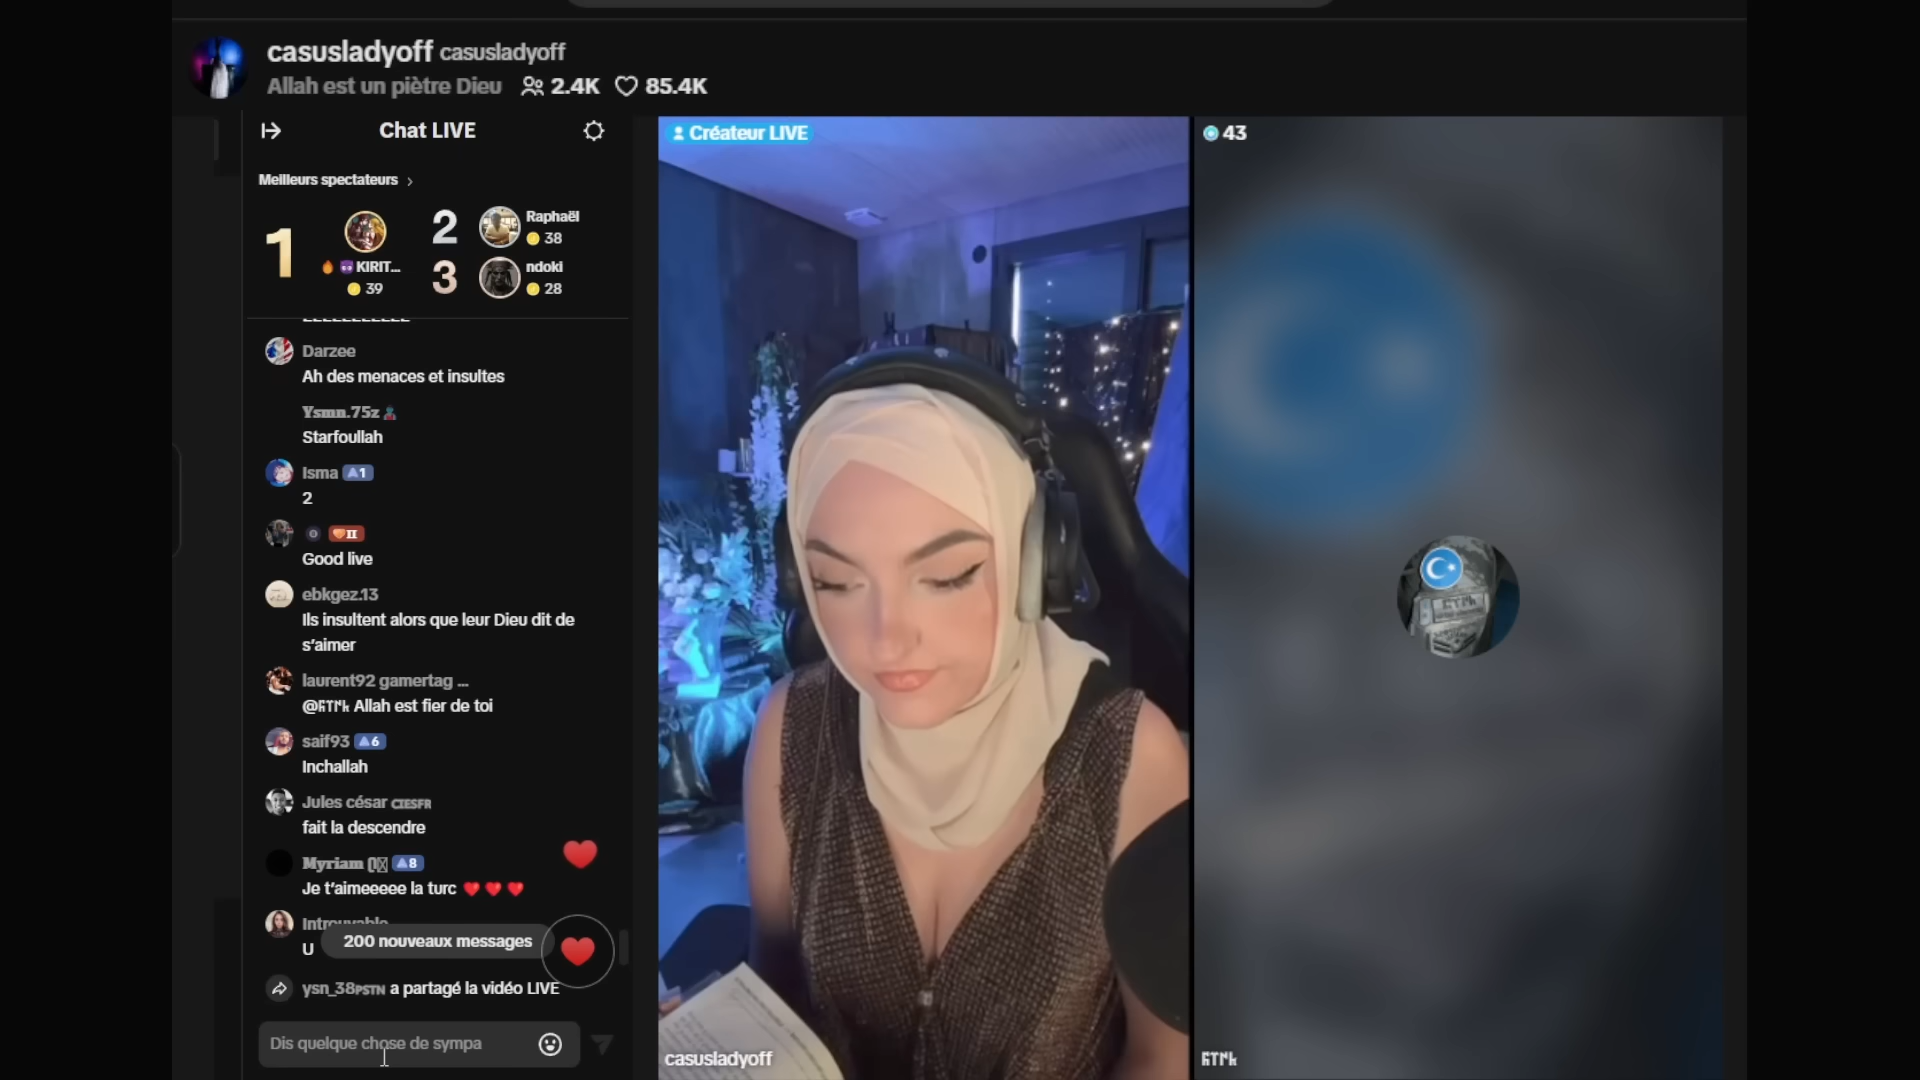 casusladyoff casusladyoff
Allah est un piètre Dieu 2.4K 85.4K
Chat LIVE
Meilleurs spectateurs
1
KIRIT...
39
2
Raphaël
38
3
ndoki
28
Darzee
Ah des menaces et insultes
Ysmn.75z
Starfoullah
Isma 1
2
II
Good live
ebkgez.13
Ils insultent alors que leur Dieu dit de
s'aimer
laurent92 gamertag ...
Allah est fier de toi
saif93 6
Inchallah
Jules césar CIESFR
fait la descendre
Myriam 8
Je t'aimeeeee la turc
Introuvable
U
200 nouveaux messages
ysn_38PSTN a partagé la vidéo LIVE
Dis quelque chose de sympa
Créateur LIVE
casusladyoff
43